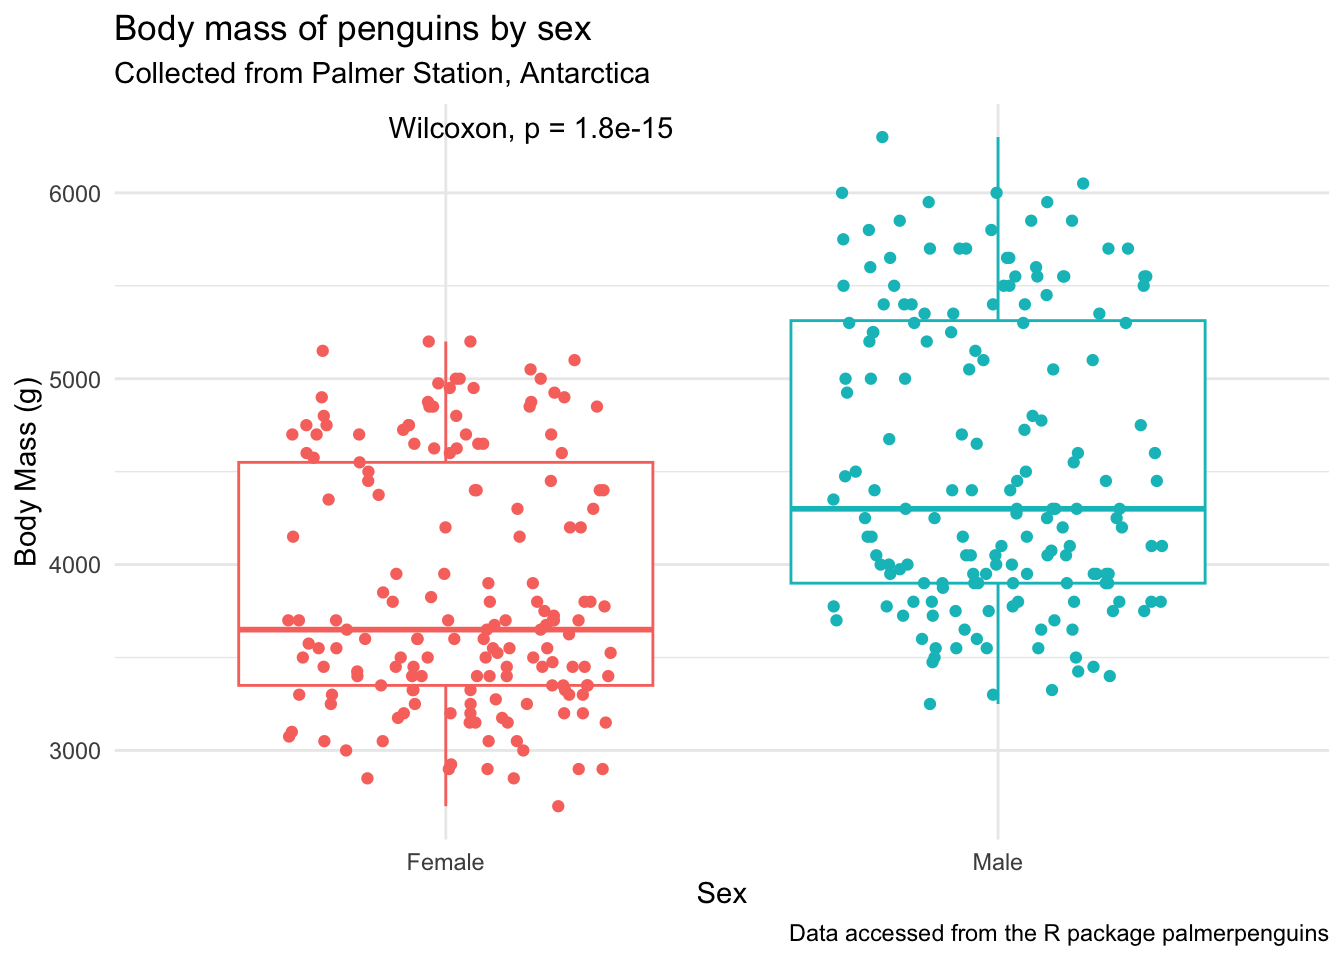 Body mass of penguins by sex
Collected from Palmer Station, Antarctica
Wilcoxon, p = 1.8e-15
6000
5000
4000
3000
Body Mass (g)
Female
Male
Sex
Data accessed from the R package palmerpenguins